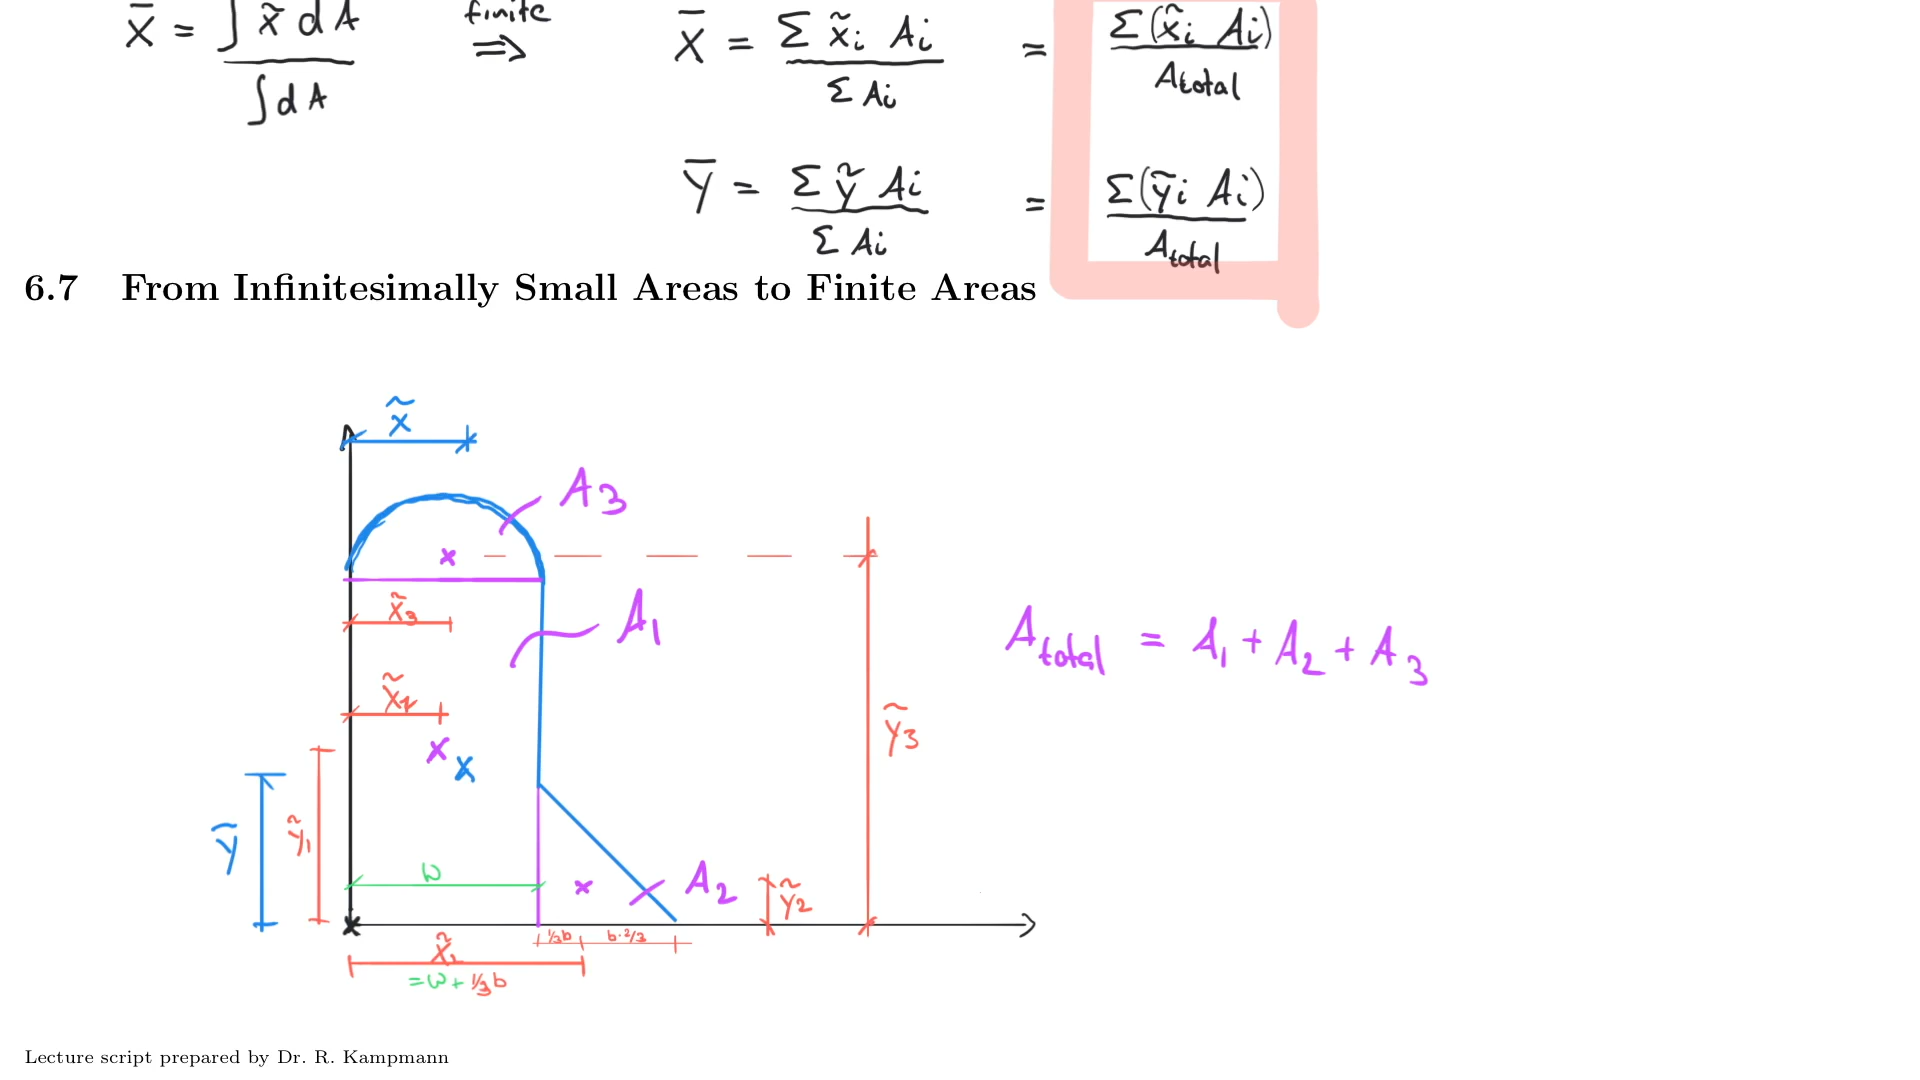 x̄ = ∫ x̃ dA / ∫ dA finite ⇒ x̄ = Σ x̃i Ai / Σ Ai = Σ(x̃i Ai) / Atotal
ȳ = Σ ỹ Ai / Σ Ai = Σ(ỹi Ai) / Atotal
6.7 From Infinitesimally Small Areas to Finite Areas
x̃
A3
x̃3
A1
Atotal = A1 + A2 + A3
ỹ3
ȳ
ỹ1
ω
A2
ỹ2
1/3b b·2/3
= ω + 1/3b
Lecture script prepared by Dr. R. Kampmann